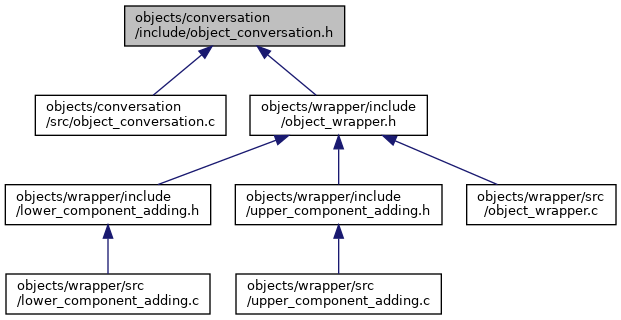 objects/conversation
/include/object_conversation.h
objects/conversation
/src/object_conversation.c
objects/wrapper/include
/object_wrapper.h
objects/wrapper/include
/lower_component_adding.h
objects/wrapper/include
/upper_component_adding.h
objects/wrapper/src
/object_wrapper.c
objects/wrapper/src
/lower_component_adding.c
objects/wrapper/src
/upper_component_adding.c